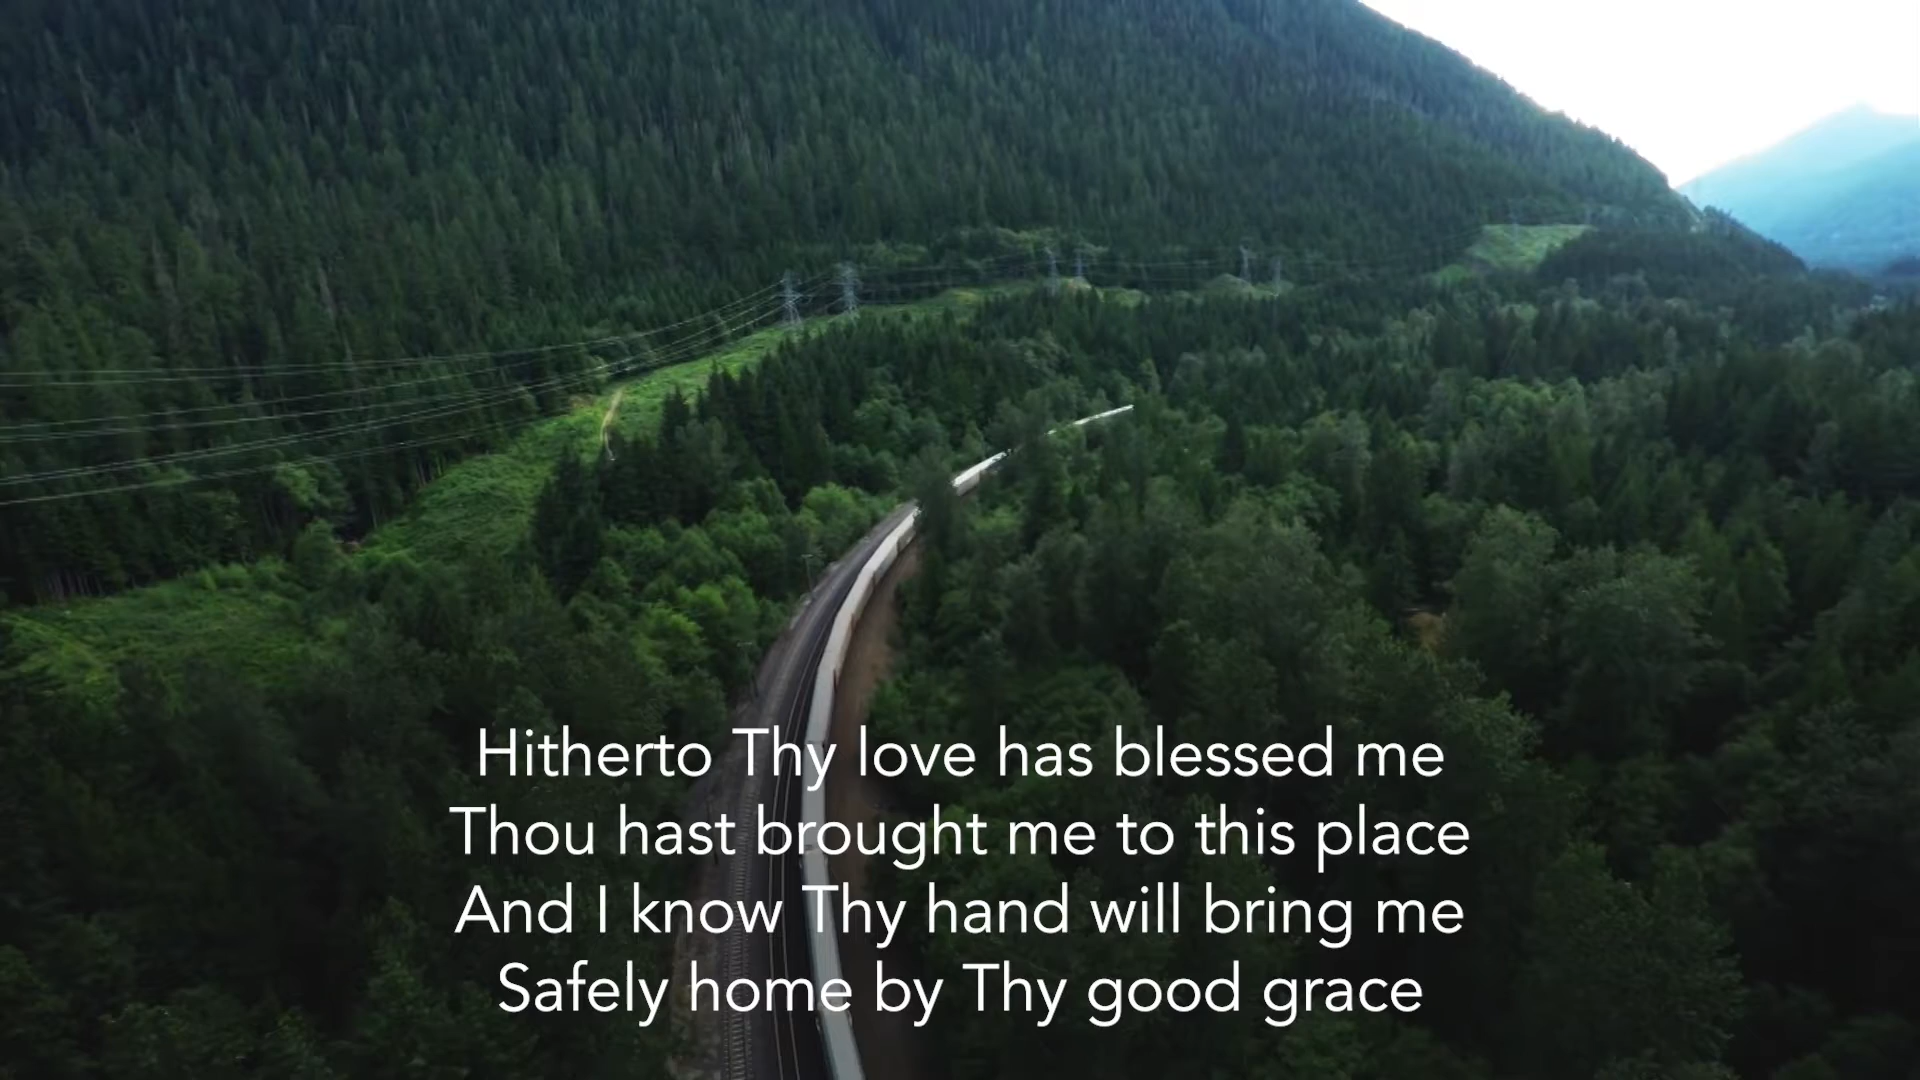 Hitherto Thy love has blessed me
Thou hast brought me to this place
And I know Thy hand will bring me
Safely home by Thy good grace